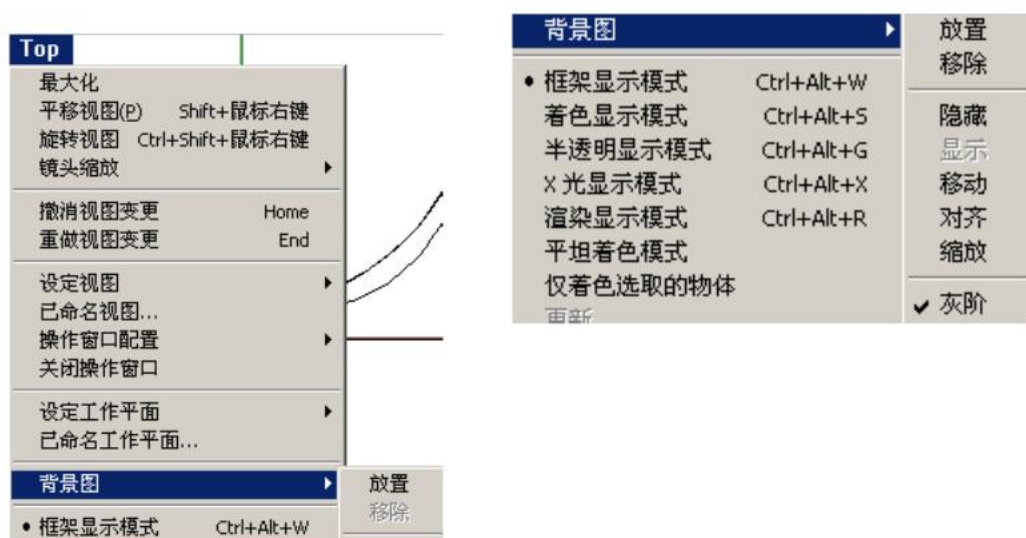 Top
最大化
平移视图(P) Shift+鼠标右键
旋转视图 Ctrl+Shift+鼠标右键
镜头缩放
撤消视图变更 Home
重做视图变更 End
设定视图
已命名视图...
操作窗口配置
关闭操作窗口
设定工作平面
已命名工作平面...
背景图
放置
移除
框架显示模式 Ctrl+Alt+W
背景图
框架显示模式 Ctrl+Alt+W
着色显示模式 Ctrl+Alt+S
半透明显示模式 Ctrl+Alt+G
X 光显示模式 Ctrl+Alt+X
渲染显示模式 Ctrl+Alt+R
平坦着色模式
仅着色选取的物体
更新
放置
移除
隐藏
显示
移动
对齐
缩放
灰阶